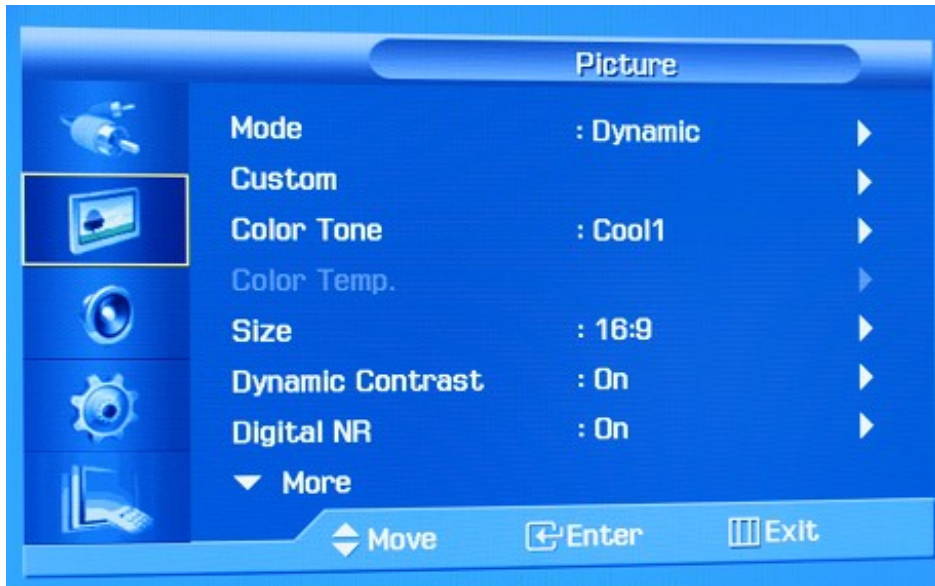 Picture
Mode : Dynamic
Custom
Color Tone : Cool1
Color Temp.
Size : 16:9
Dynamic Contrast : On
Digital NR : On
More
Move Enter Exit